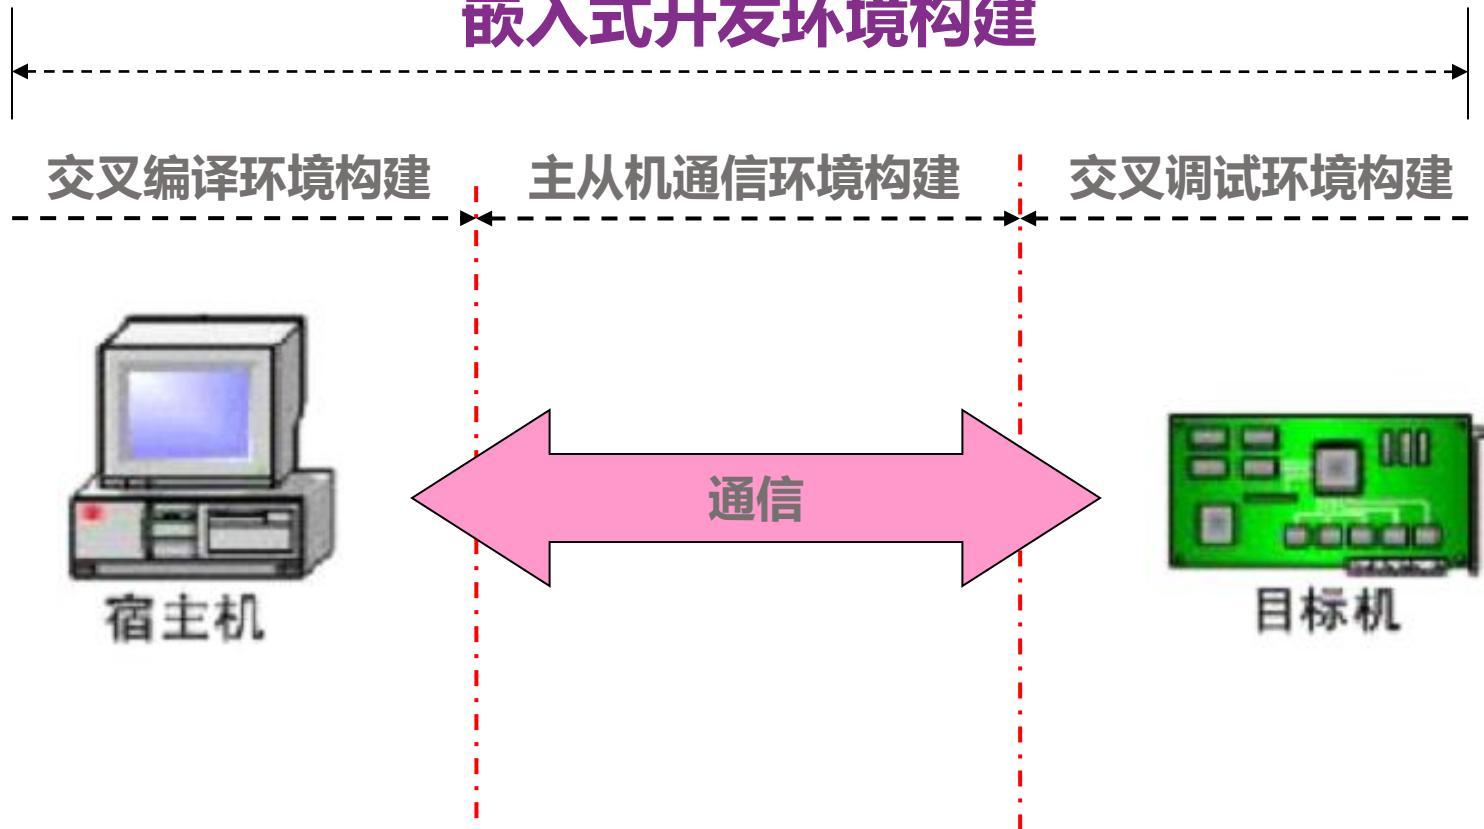 嵌入式开发环境构建
交叉编译环境构建
主从机通信环境构建
交叉调试环境构建
通信
宿主机
目标机